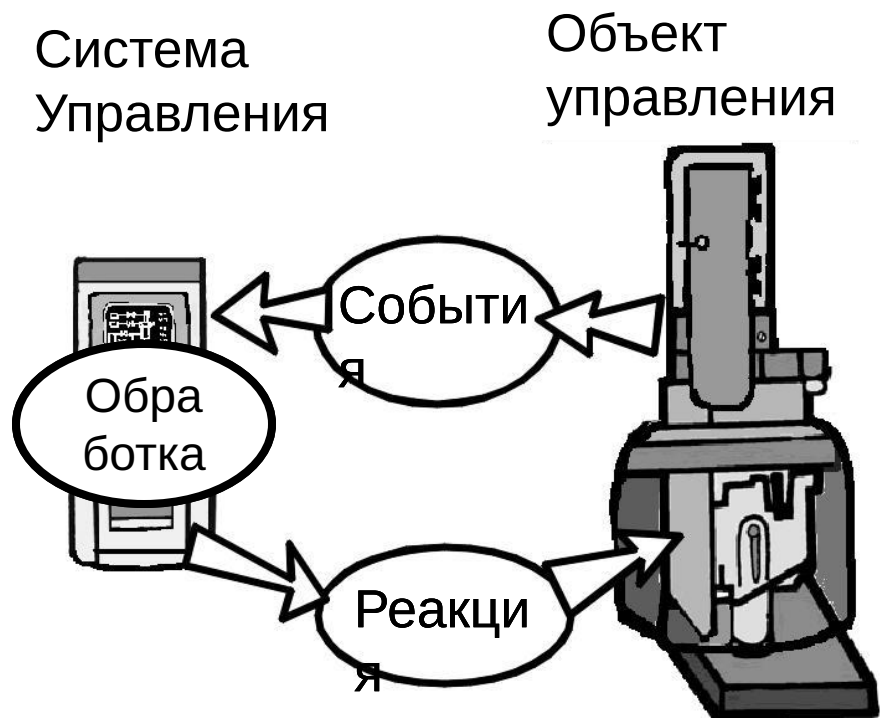 Система
Управления
Объект
управления
Событи
я
Обра
ботка
Реакци
я